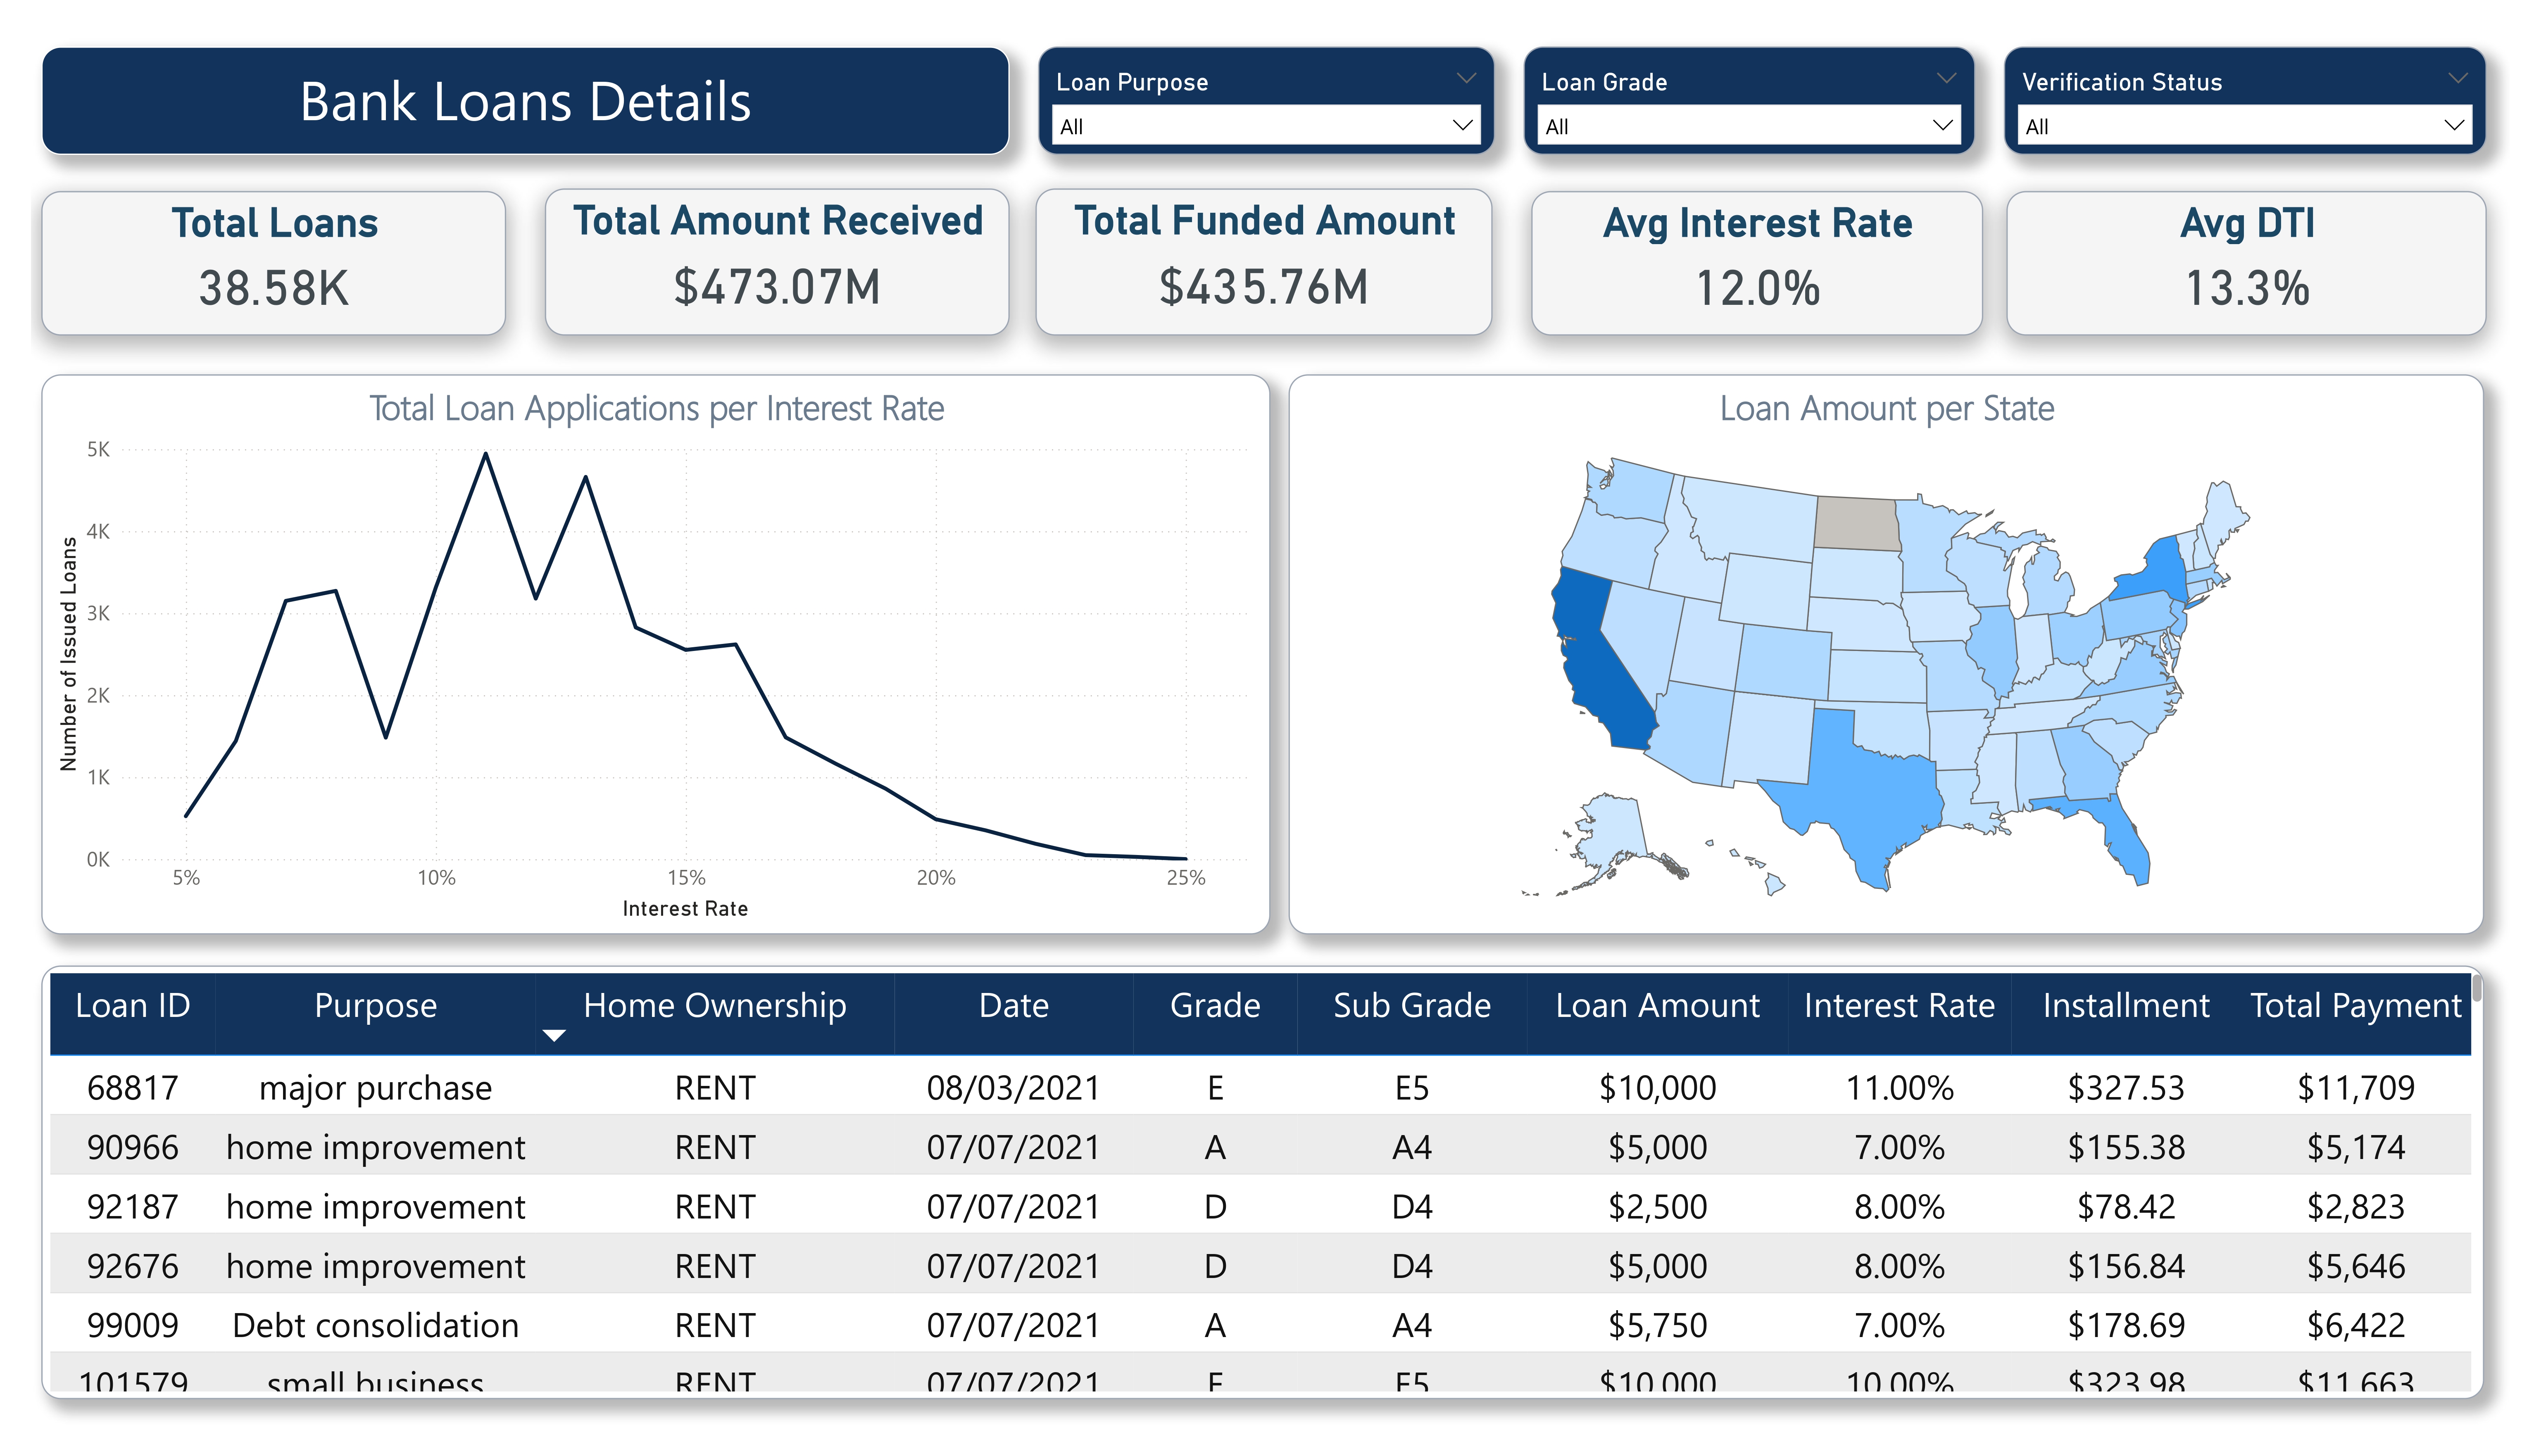 Bank Loans Details
Loan Purpose
All
Loan Grade
All
Verification Status
All
Total Loans
38.58K
Total Amount Received
$473.07M
Total Funded Amount
$435.76M
Avg Interest Rate
12.0%
Avg DTI
13.3%
Total Loan Applications per Interest Rate
Number of Issued Loans
5K
4K
3K
2K
1K
0K
5% 10% 15% 20% 25%
Interest Rate
Loan Amount per State
Loan ID Purpose Home Ownership Date Grade Sub Grade Loan Amount Interest Rate Installment Total Payment
68817 major purchase RENT 08/03/2021 E E5 $10,000 11.00% $327.53 $11,709
90966 home improvement RENT 07/07/2021 A A4 $5,000 7.00% $155.38 $5,174
92187 home improvement RENT 07/07/2021 D D4 $2,500 8.00% $78.42 $2,823
92676 home improvement RENT 07/07/2021 D D4 $5,000 8.00% $156.84 $5,646
99009 Debt consolidation RENT 07/07/2021 A A4 $5,750 7.00% $178.69 $6,422
101579 small business RENT 07/07/2021 $10,000 10.00% $323.98 $11,663